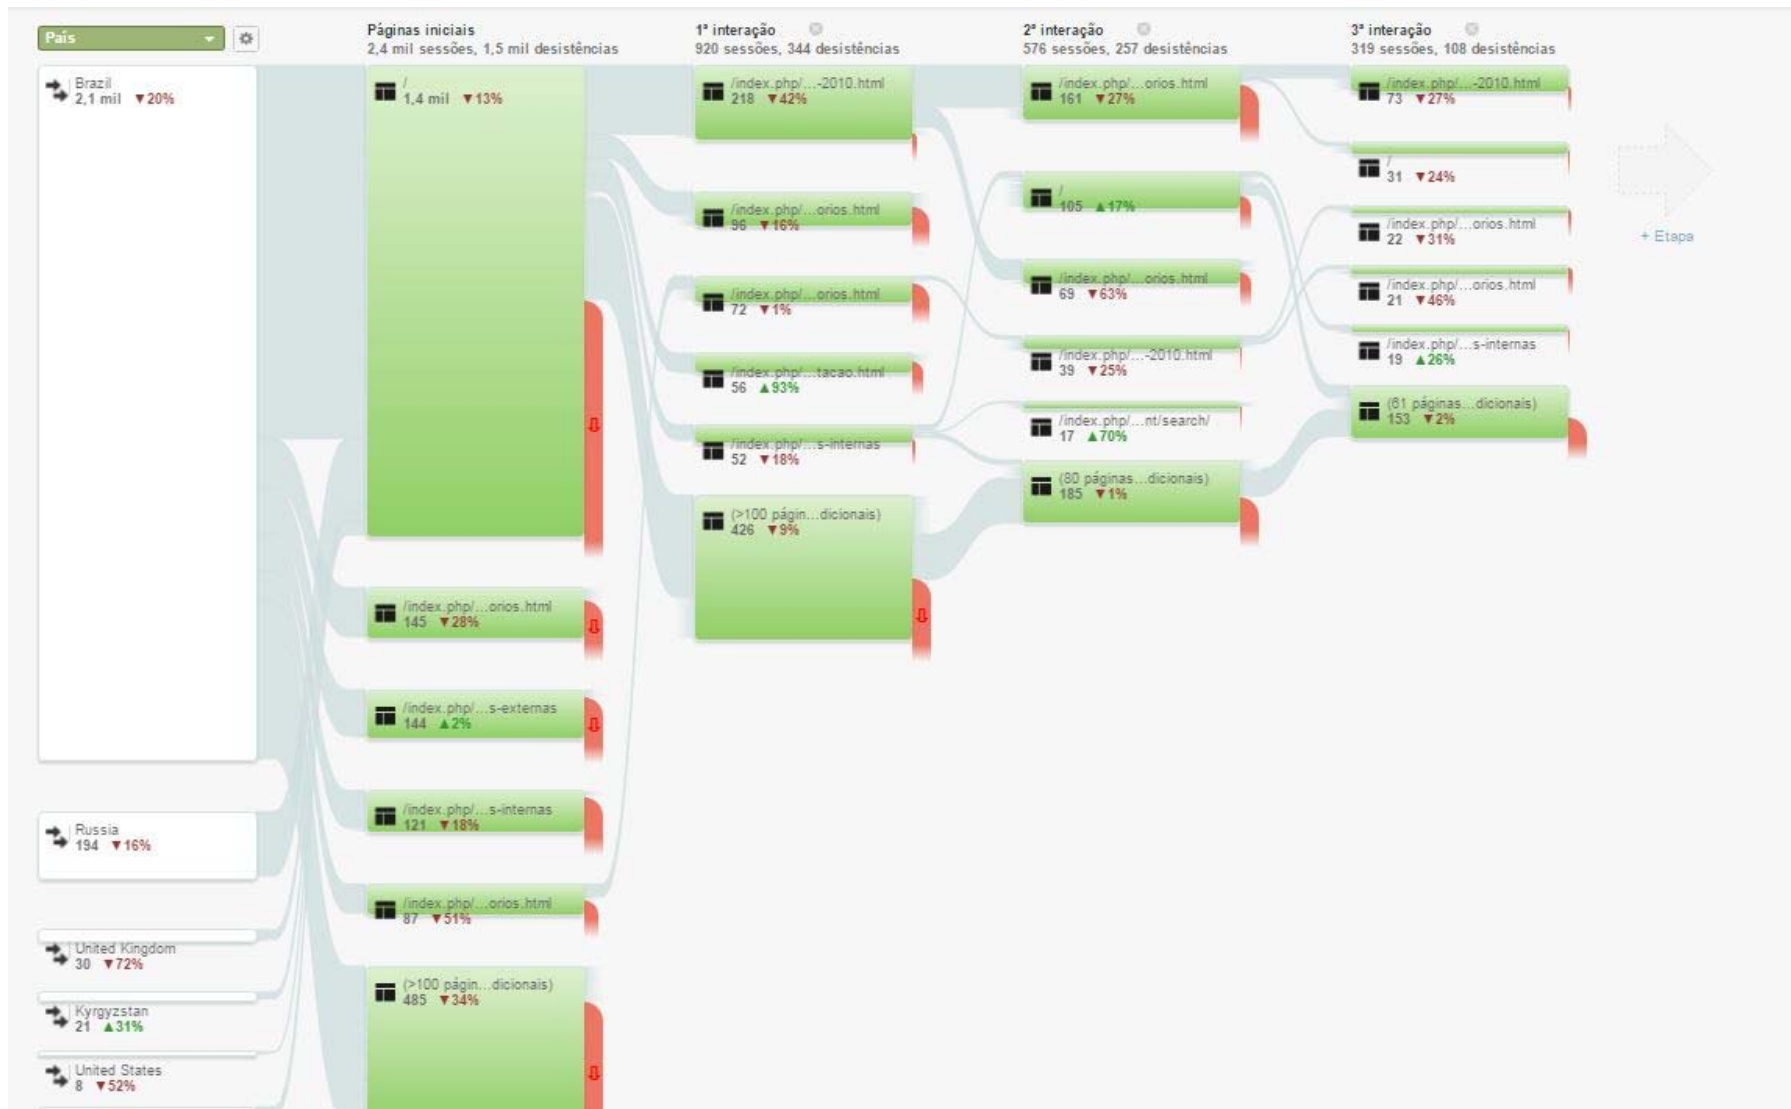 País
Brazil
2,1 mil ▼20%
Russia
194 ▼16%
United Kingdom
30 ▼72%
Kyrgyzstan
21 ▲31%
United States
8 ▼52%
Páginas iniciais
2,4 mil sessões, 1,5 mil desistências
/
1,4 mil ▼13%
/index.php/...orios.html
145 ▼28%
/index.php/...s-externas
144 ▲2%
/index.php/...s-internas
121 ▼18%
/index.php/...orios.html
87 ▼51%
(>100 págin...dicionais)
485 ▼34%
1ª interação
920 sessões, 344 desistências
/index.php/...-2010.html
218 ▼42%
/index.php/...orios.html
96 ▼16%
/index.php/...orios.html
72 ▼1%
/index.php/...tacao.html
56 ▲93%
/index.php/...s-internas
52 ▼18%
(>100 págin...dicionais)
426 ▼9%
2ª interação
576 sessões, 257 desistências
/index.php/...orios.html
161 ▼27%
/
105 ▲17%
/index.php/...orios.html
69 ▼63%
/index.php/...-2010.html
39 ▼25%
/index.php/...nt/search/
17 ▲70%
(80 páginas...dicionais)
185 ▼1%
3ª interação
319 sessões, 108 desistências
/index.php/...-2010.html
73 ▼27%
/
31 ▼24%
/index.php/...orios.html
22 ▼31%
/index.php/...orios.html
21 ▼46%
/index.php/...s-internas
19 ▲26%
(61 páginas...dicionais)
153 ▼2%
+ Etapa